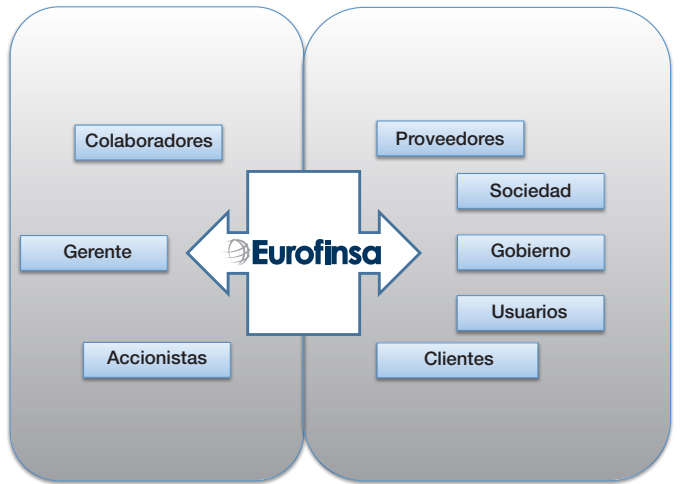 Colaboradores
Gerente
Accionistas
Eurofinsa
Proveedores
Sociedad
Gobierno
Usuarios
Clientes